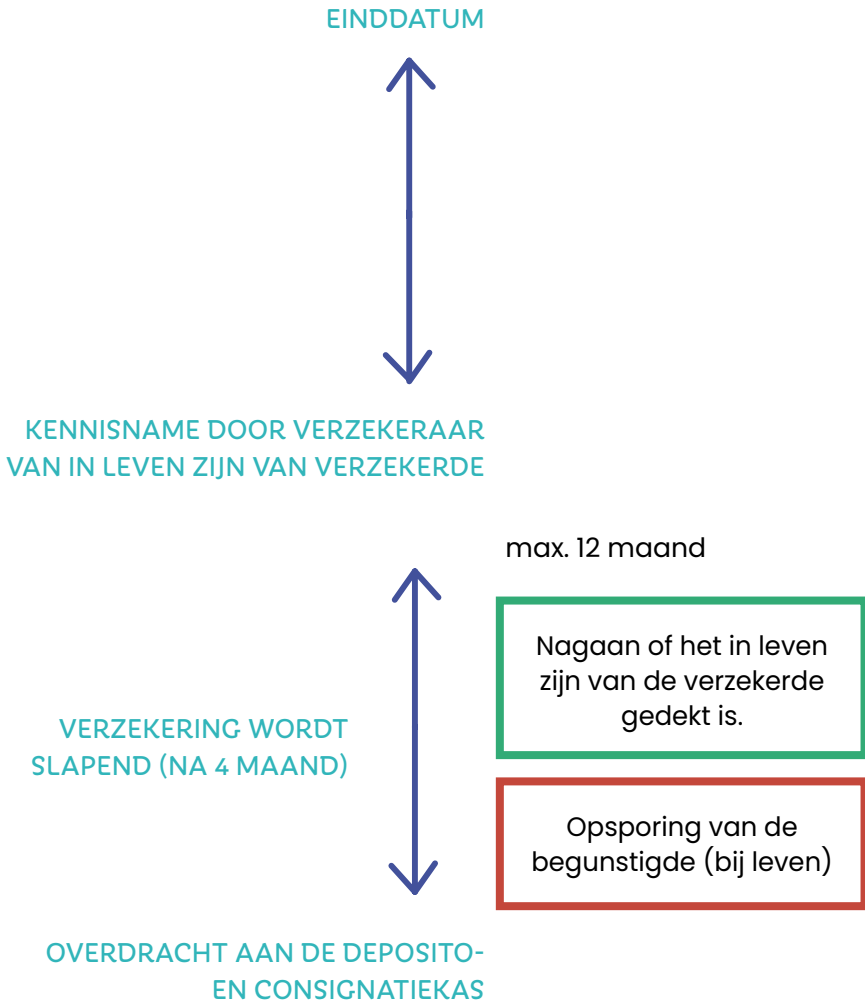 EINDDATUM
KENNISNAME DOOR VERZEKERAAR
VAN IN LEVEN ZIJN VAN VERZEKERDE
max. 12 maand
Nagaan of het in leven
zijn van de verzekerde
gedekt is.
VERZEKERING WORDT
SLAPEND (NA 4 MAAND)
Opsporing van de
begunstigde (bij leven)
OVERDRACHT AAN DE DEPOSITO-
EN CONSIGNATIEKAS